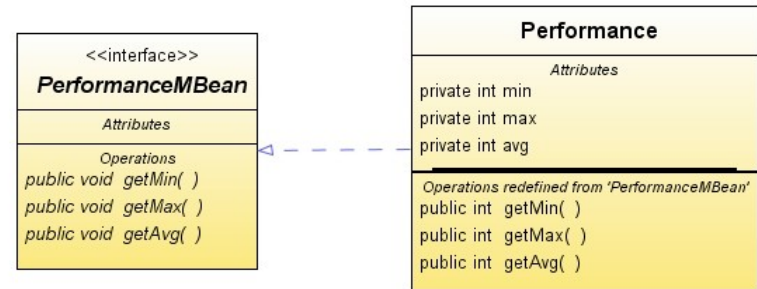 <<interface>>
PerformanceMBean
Attributes
Operations
public void getMin( )
public void getMax( )
public void getAvg( )
Performance
Attributes
private int min
private int max
private int avg
Operations redefined from 'PerformanceMBean'
public int getMin( )
public int getMax( )
public int getAvg( )